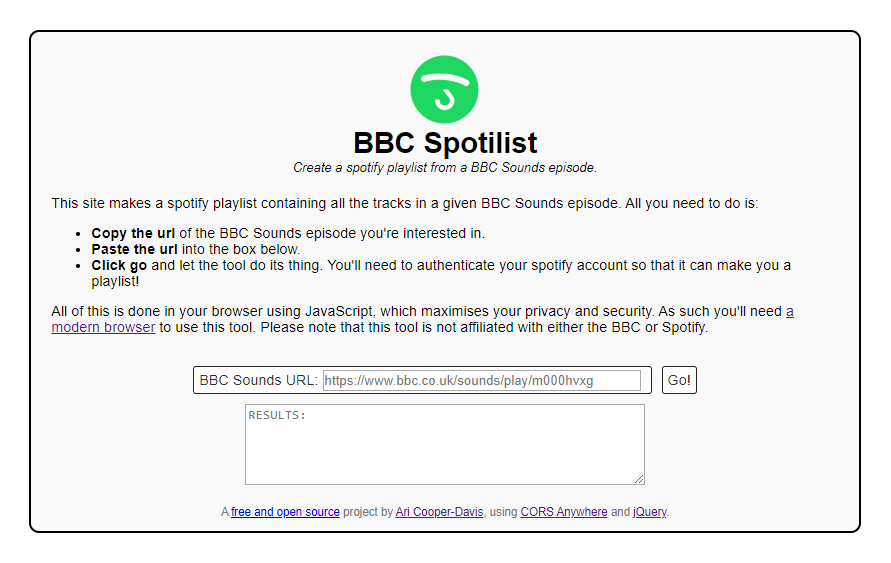 BBC Spotilist
Create a spotify playlist from a BBC Sounds episode.
This site makes a spotify playlist containing all the tracks in a given BBC Sounds episode. All you need to do is:
• Copy the url of the BBC Sounds episode you're interested in.
• Paste the url into the box below.
• Click go and let the tool do its thing. You'll need to authenticate your spotify account so that it can make you a
playlist!
All of this is done in your browser using JavaScript, which maximises your privacy and security. As such you'll need a
modern browser to use this tool. Please note that this tool is not affiliated with either the BBC or Spotify.
BBC Sounds URL: https://www.bbc.co.uk/sounds/play/m000hvxg Go!
RESULTS:
A free and open source project by Ari Cooper-Davis, using CORS Anywhere and jQuery.